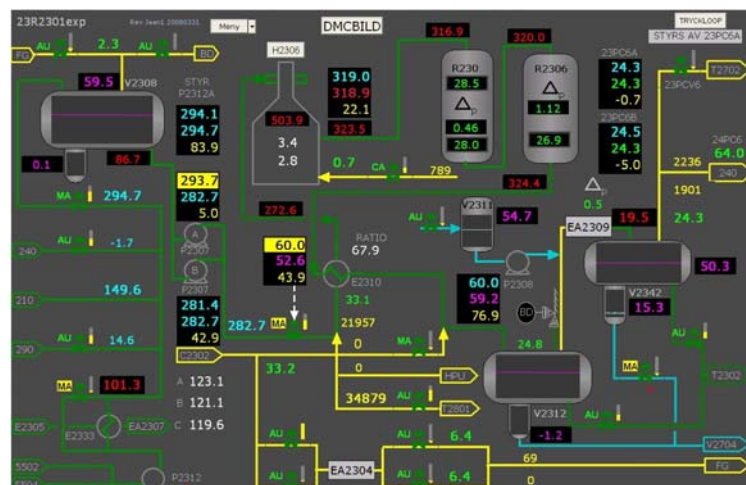 23R2301exp
Rev Jean1 20080331
Meny
DMCBILD
316.9
320.0
TRYCKLOOP
STYRS AV 23PC6A
FG
AU
2.3
AU
BD
H2306
59.5
V2308
STYR
P2312A
294.1
294.7
83.9
319.0
318.9
22.1
503.9
323.5
3.4
2.8
R230
28.5
p
0.46
28.0
R2306
p
1.12
26.9
23PC6A
24.3
24.3
-0.7
23PCV6
T2702
23PC6B
24.5
24.3
-5.0
24PC6
64.0
0.1
86.7
0.7
CA
789
2236
240
1901
MA
294.7
293.7
282.7
5.0
272.6
324.4
p
0.5
V2311
54.7
AU
EA2309
19.5
24.3
240
AU
-1.7
A
P2307
60.0
52.6
43.9
RATIO
67.9
E2310
P2308
50.3
210
149.6
B
P2307
60.0
59.2
76.9
BD
V2342
15.3
290
AU
14.6
281.4
282.7
42.9
282.7
MA
33.1
21957
24.8
AU
C2302
0
MA
MA
T2302
MA
101.3
A 123.1
B 121.1
C 119.6
33.2
0
HPU
34879
T2801
V2312
-1.2
AU
E2305
E2333
EA2307
AU
AU
6.4
V2704
5502
P2312
EA2304
69
FG
AU
AU
6.4
0